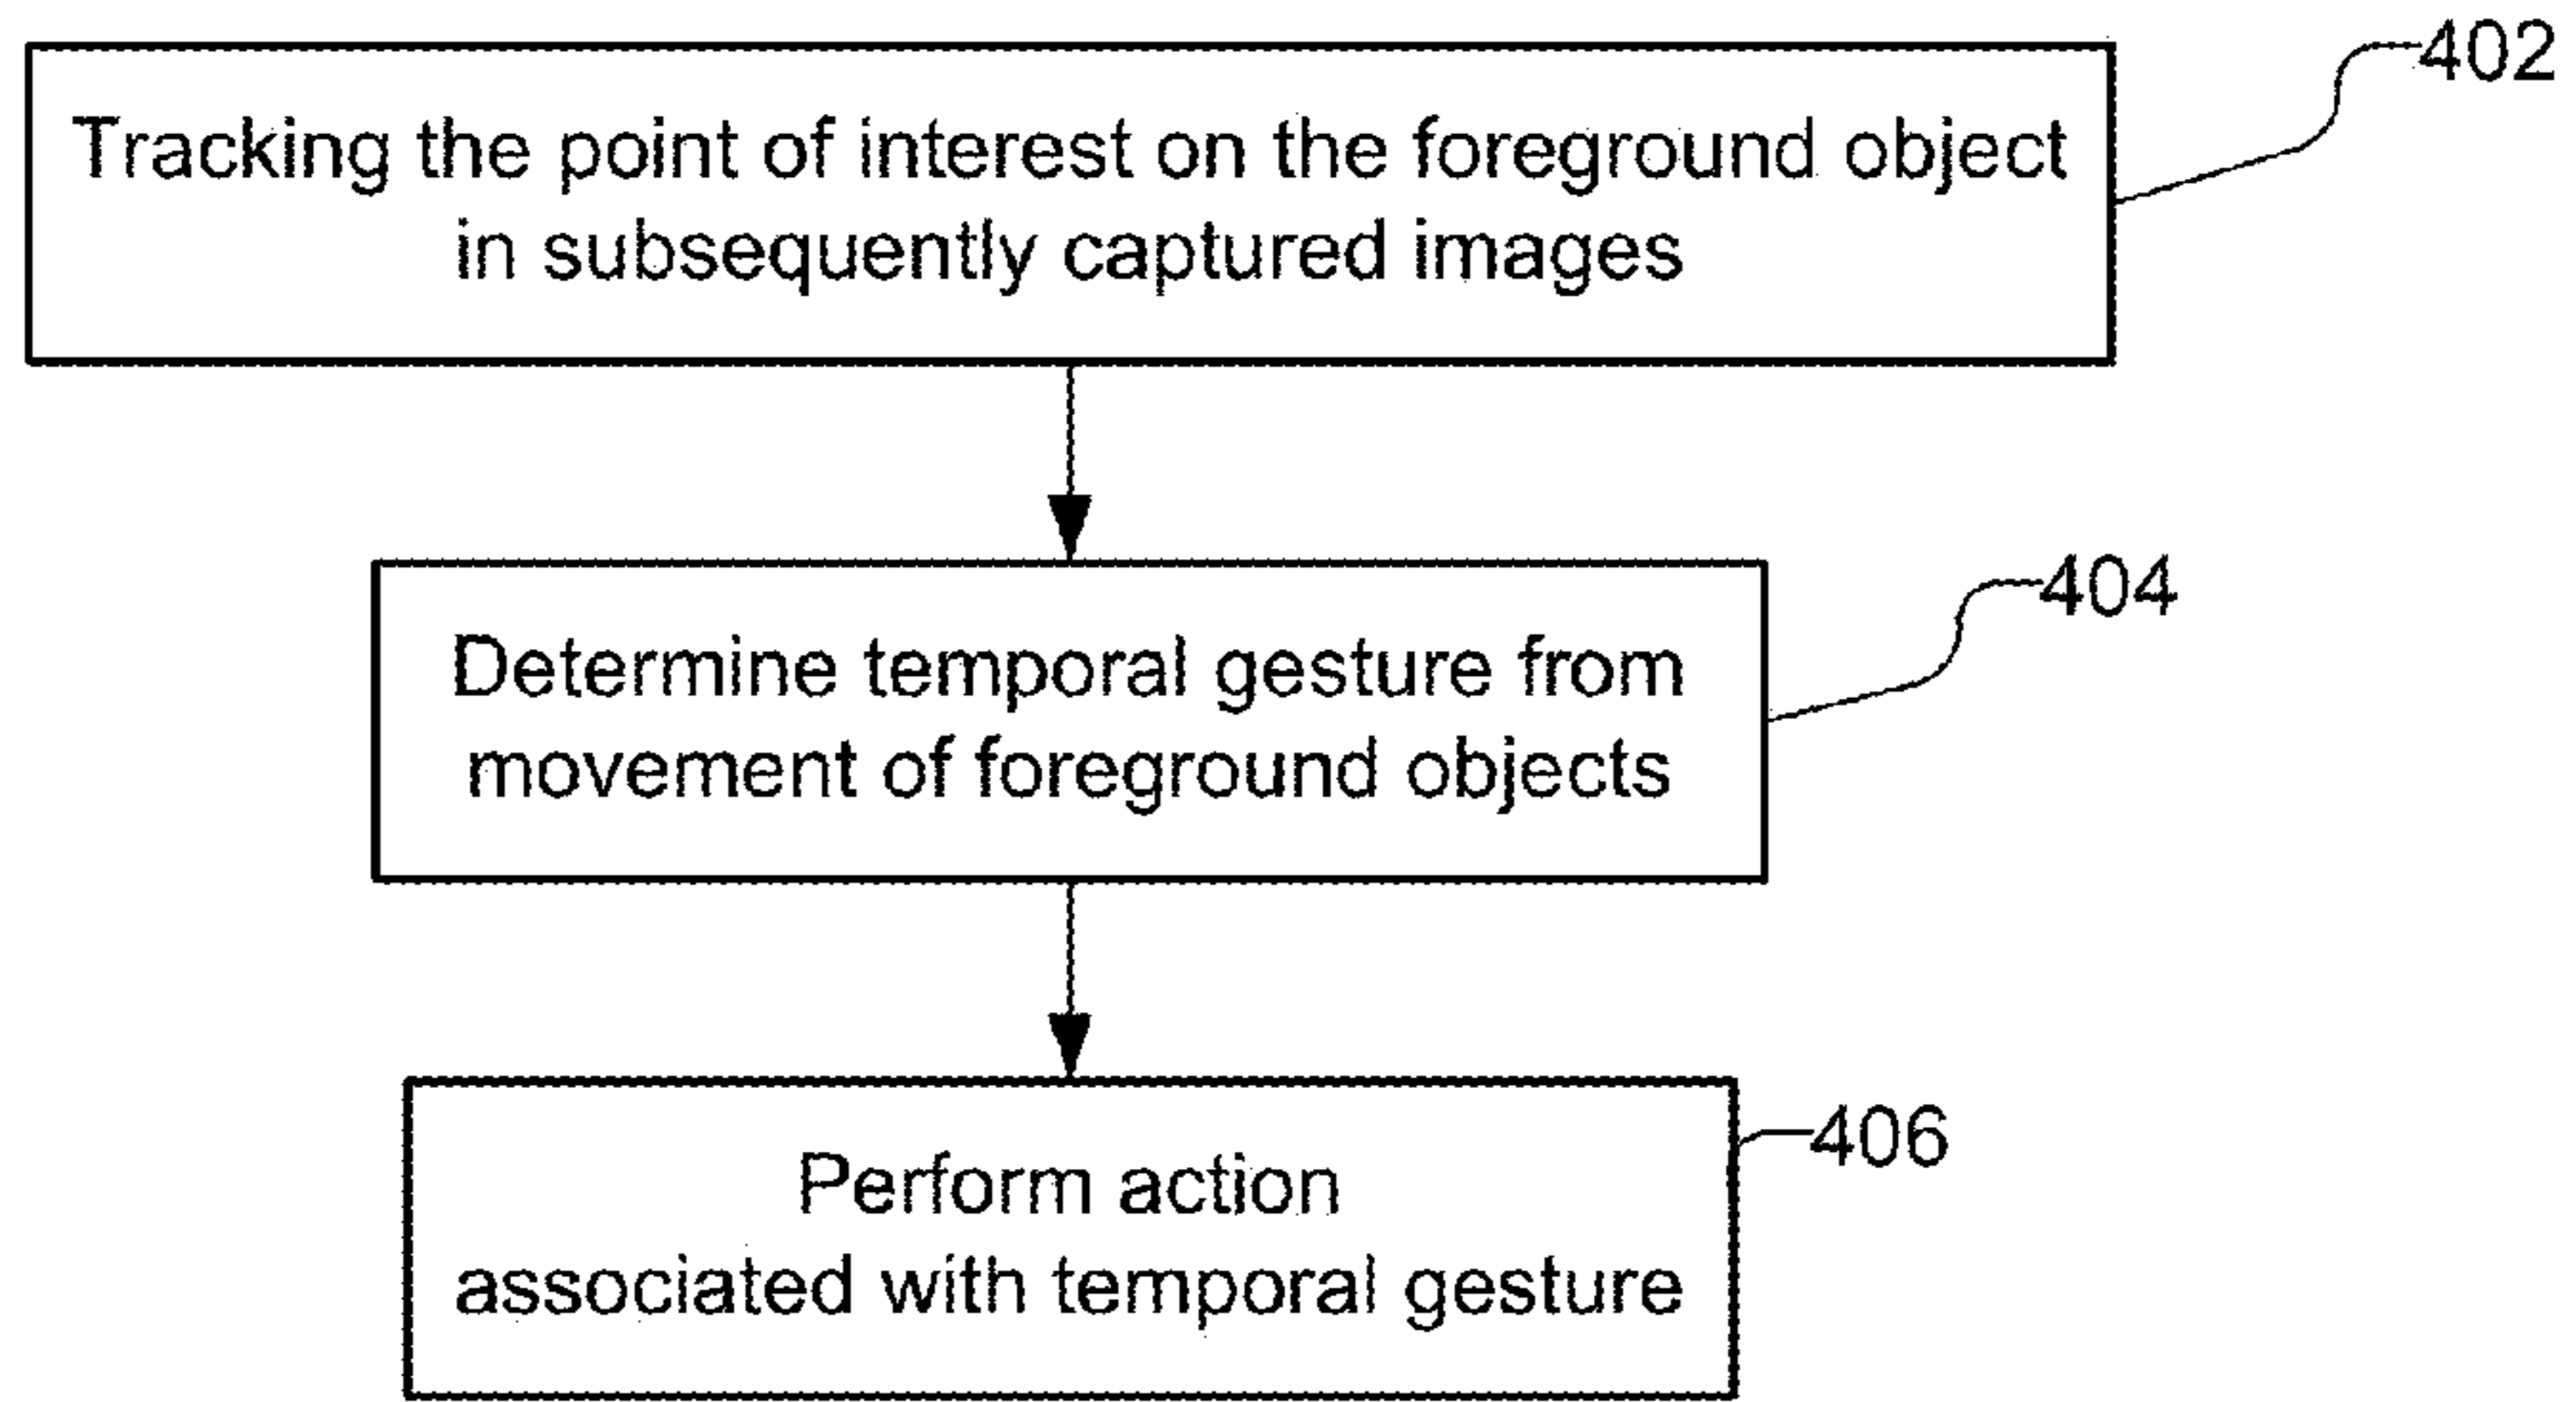 402
Tracking the point of interest on the foreground object
in subsequently captured images
404
Determine temporal gesture from
movement of foreground objects
406
Perform action
associated with temporal gesture